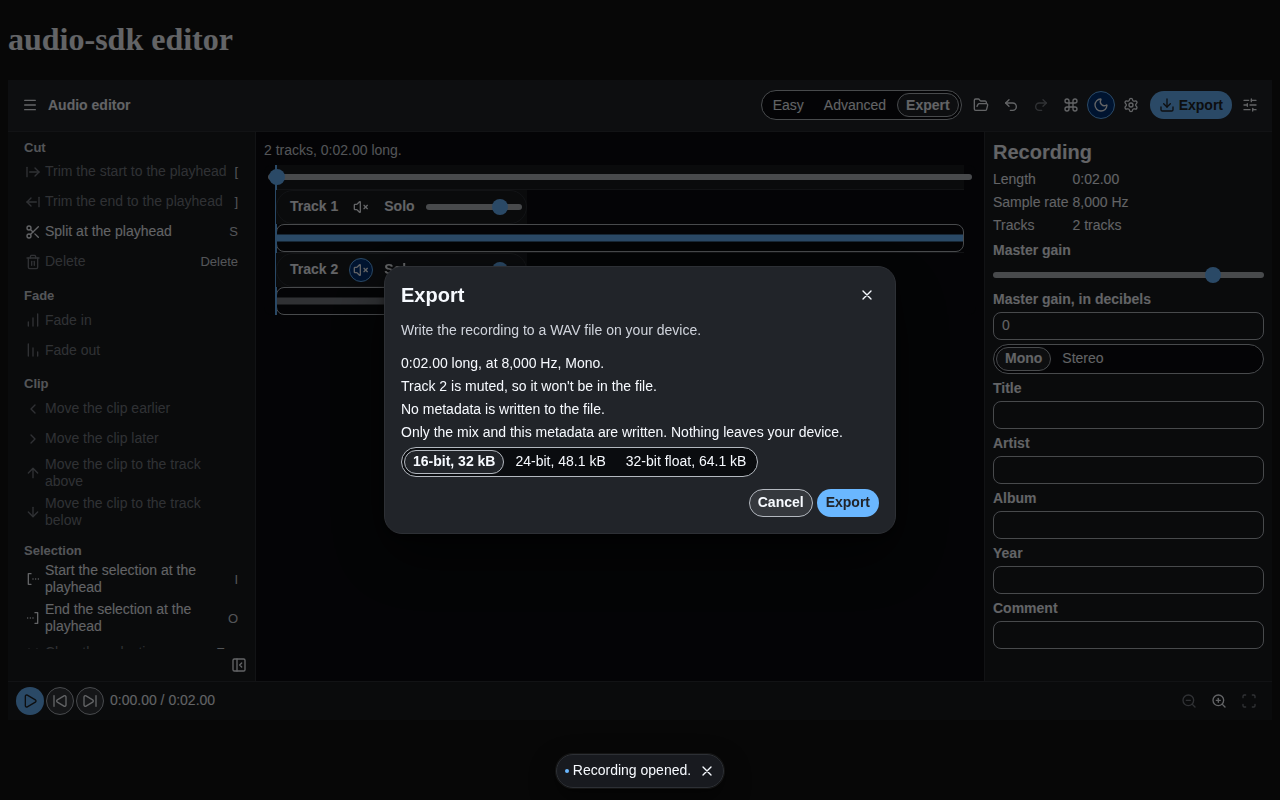 audio-sdk editor
Audio editor
Easy Advanced Expert
Export
Cut
Trim the start to the playhead [
Trim the end to the playhead ]
Split at the playhead S
Delete Delete
Fade
Fade in
Fade out
Clip
Move the clip earlier
Move the clip later
Move the clip to the track
above
Move the clip to the track
below
Selection
Start the selection at the
playhead I
End the selection at the
playhead O
2 tracks, 0:02.00 long.
Track 1 Solo
Track 2
Export
Write the recording to a WAV file on your device.
0:02.00 long, at 8,000 Hz, Mono.
Track 2 is muted, so it won't be in the file.
No metadata is written to the file.
Only the mix and this metadata are written. Nothing leaves your device.
16-bit, 32 kB 24-bit, 48.1 kB 32-bit float, 64.1 kB
Cancel Export
Recording
Length 0:02.00
Sample rate 8,000 Hz
Tracks 2 tracks
Master gain
Master gain, in decibels
0
Mono Stereo
Title
Artist
Album
Year
Comment
0:00.00 / 0:02.00
Recording opened.